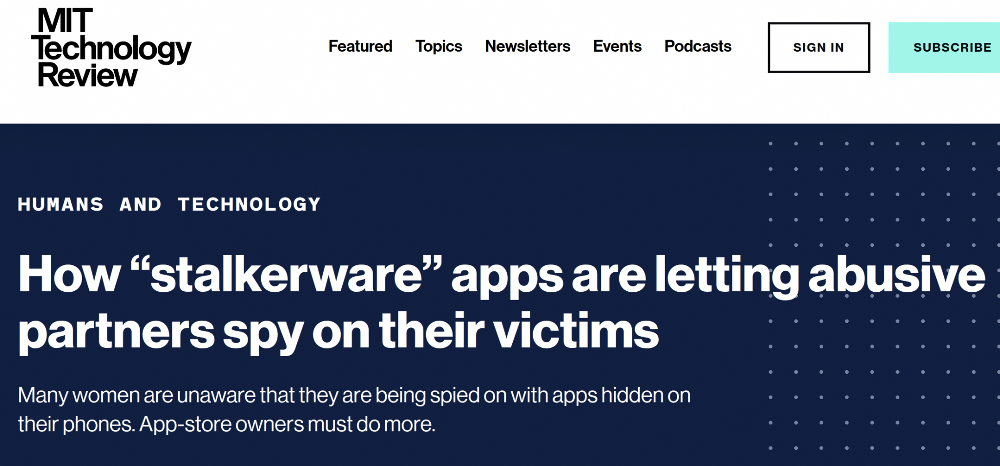 MIT
Technology
Review
Featured Topics Newsletters Events Podcasts SIGN IN SUBSCRIBE
HUMANS AND TECHNOLOGY
How “stalkerware” apps are letting abusive
partners spy on their victims
Many women are unaware that they are being spied on with apps hidden on
their phones. App-store owners must do more.